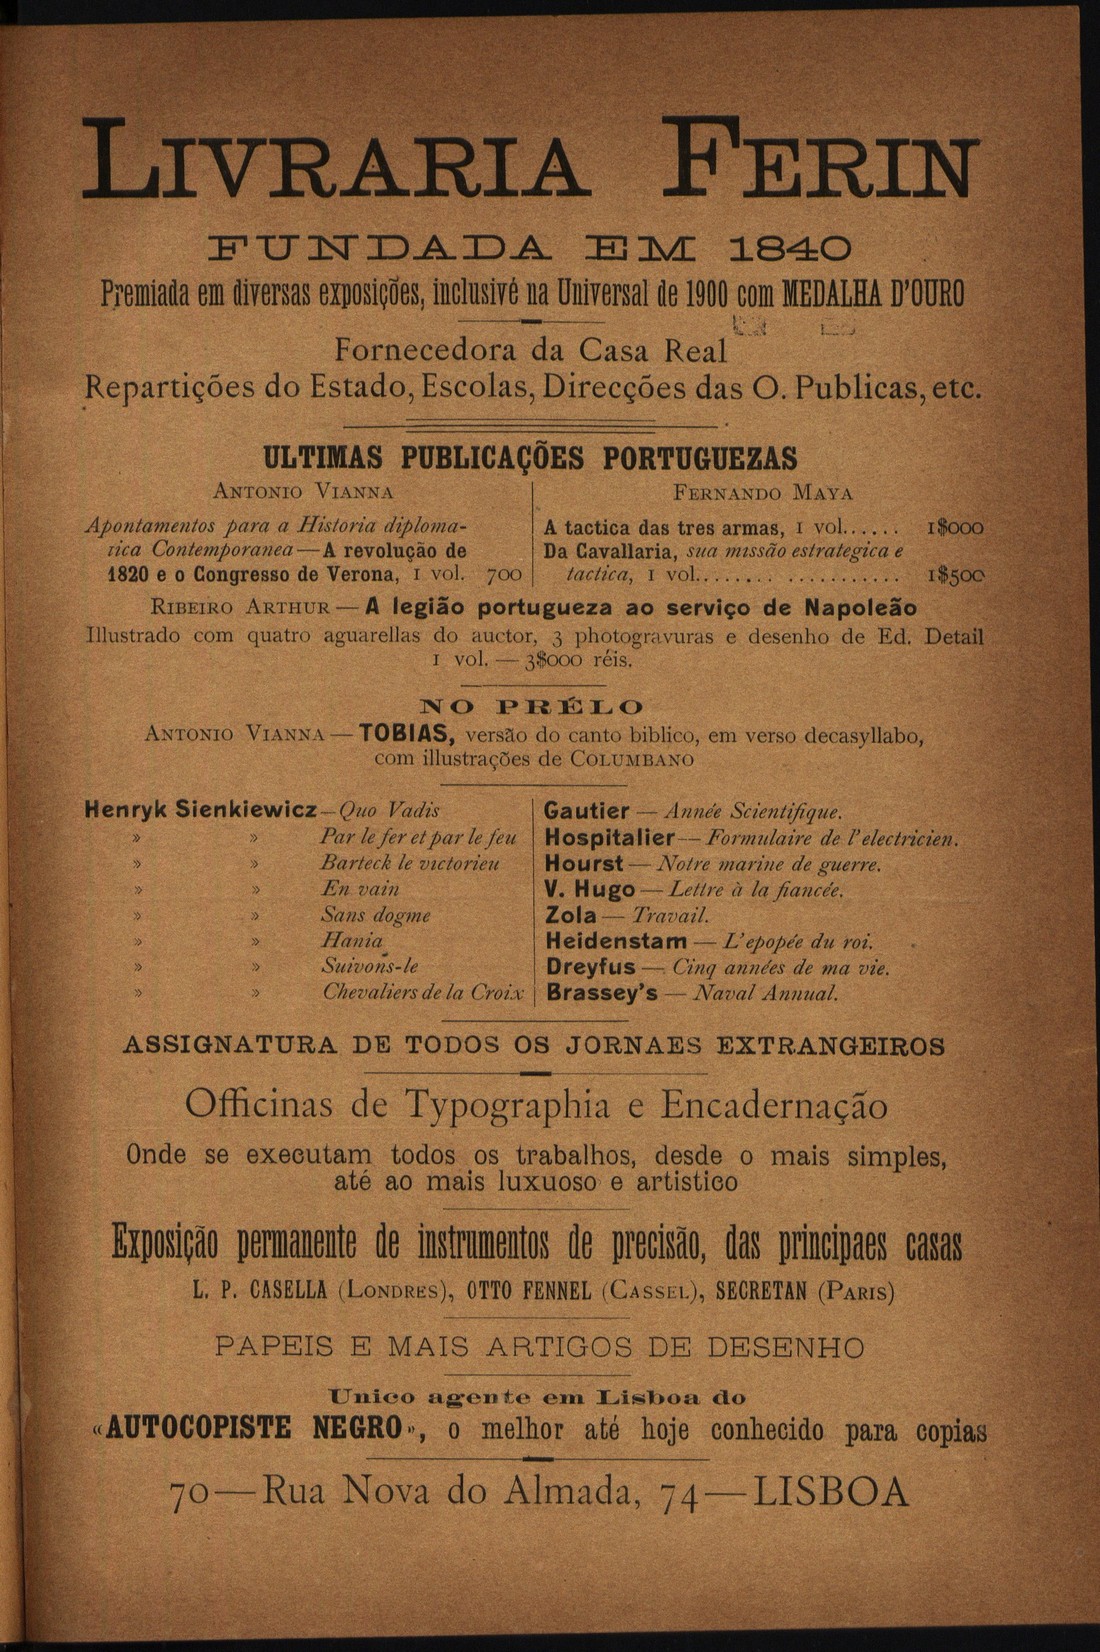 LIVRARIA FERIN
FUNDADA EM 1840
Premiada em diversas exposições, inclusivé na Universal de 1900 com MEDALHA D'OURO
Fornecedora da Casa Real
Repartições do Estado, Escolas, Direcções das O. Publicas, etc.
ULTIMAS PUBLICAÇÕES PORTUGUEZAS
ANTONIO VIANNA
Apontamentos para a Historia diploma-
tica Contemporanea—A revolução de
1820 e o Congresso de Verona, 1 vol. 700
FERNANDO MAYA
A tactica das tres armas, 1 vol...... 1$000
Da Cavallaria, sua missão estrategica e
tactica, 1 vol........ ........... 1$500
RIBEIRO ARTHUR — A legião portugueza ao serviço de Napoleão
Illustrado com quatro aguarellas do auctor, 3 photogravuras e desenho de Ed. Detail
1 vol. — 3$000 réis.
NO PRÉLO
ANTONIO VIANNA — TOBIAS, versão do canto biblico, em verso decasyllabo,
com illustrações de COLUMBANO
Henryk Sienkiewicz—Quo Vadis
» » Par le fer et par le feu
» » Barteck le victorieu
» » En vain
» » Sans dogme
» » Hania
» » Suivons-le
» » Chevaliers de la Croix
Gautier — Année Scientifique.
Hospitalier — Formulaire de l'electricien.
Hourst — Notre marine de guerre.
V. Hugo — Lettre à la fiancée.
Zola — Travail.
Heidenstam — L'epopée du roi.
Dreyfus — Cinq années de ma vie.
Brassey's — Naval Annual.
ASSIGNATURA DE TODOS OS JORNAES EXTRANGEIROS
Officinas de Typographia e Encadernação
Onde se executam todos os trabalhos, desde o mais simples,
até ao mais luxuoso e artistico
Exposição permanente de instrumentos de precisão, das principaes casas
L. P. CASELLA (LONDRES), OTTO FENNEL (CASSEL), SECRETAN (PARIS)
PAPEIS E MAIS ARTIGOS DE DESENHO
Unico agente em Lisboa do
«AUTOCOPISTE NEGRO», o melhor até hoje conhecido para copias
70—Rua Nova do Almada, 74—LISBOA